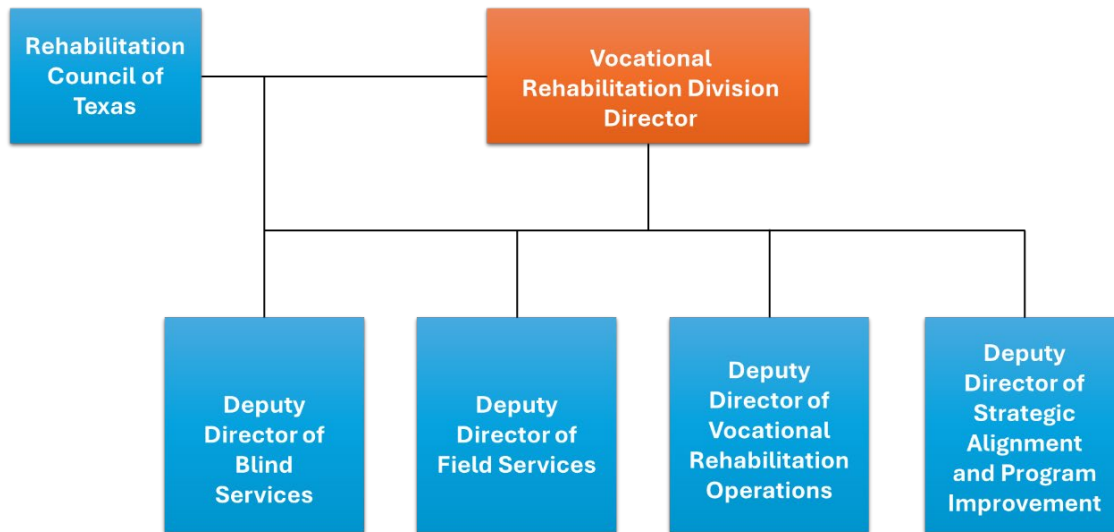 Rehabilitation
Council of
Texas
Vocational
Rehabilitation Division
Director
Deputy
Director of
Blind
Services
Deputy
Director of
Field Services
Deputy
Director of
Vocational
Rehabilitation
Operations
Deputy
Director of
Strategic
Alignment
and Program
Improvement